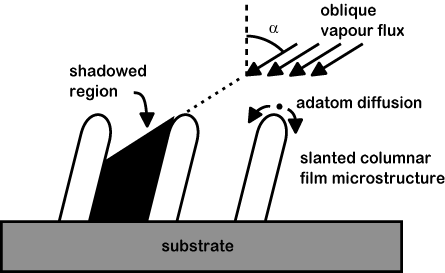 oblique
vapour flux
α
shadowed
region
adatom diffusion
slanted columnar
film microstructure
substrate